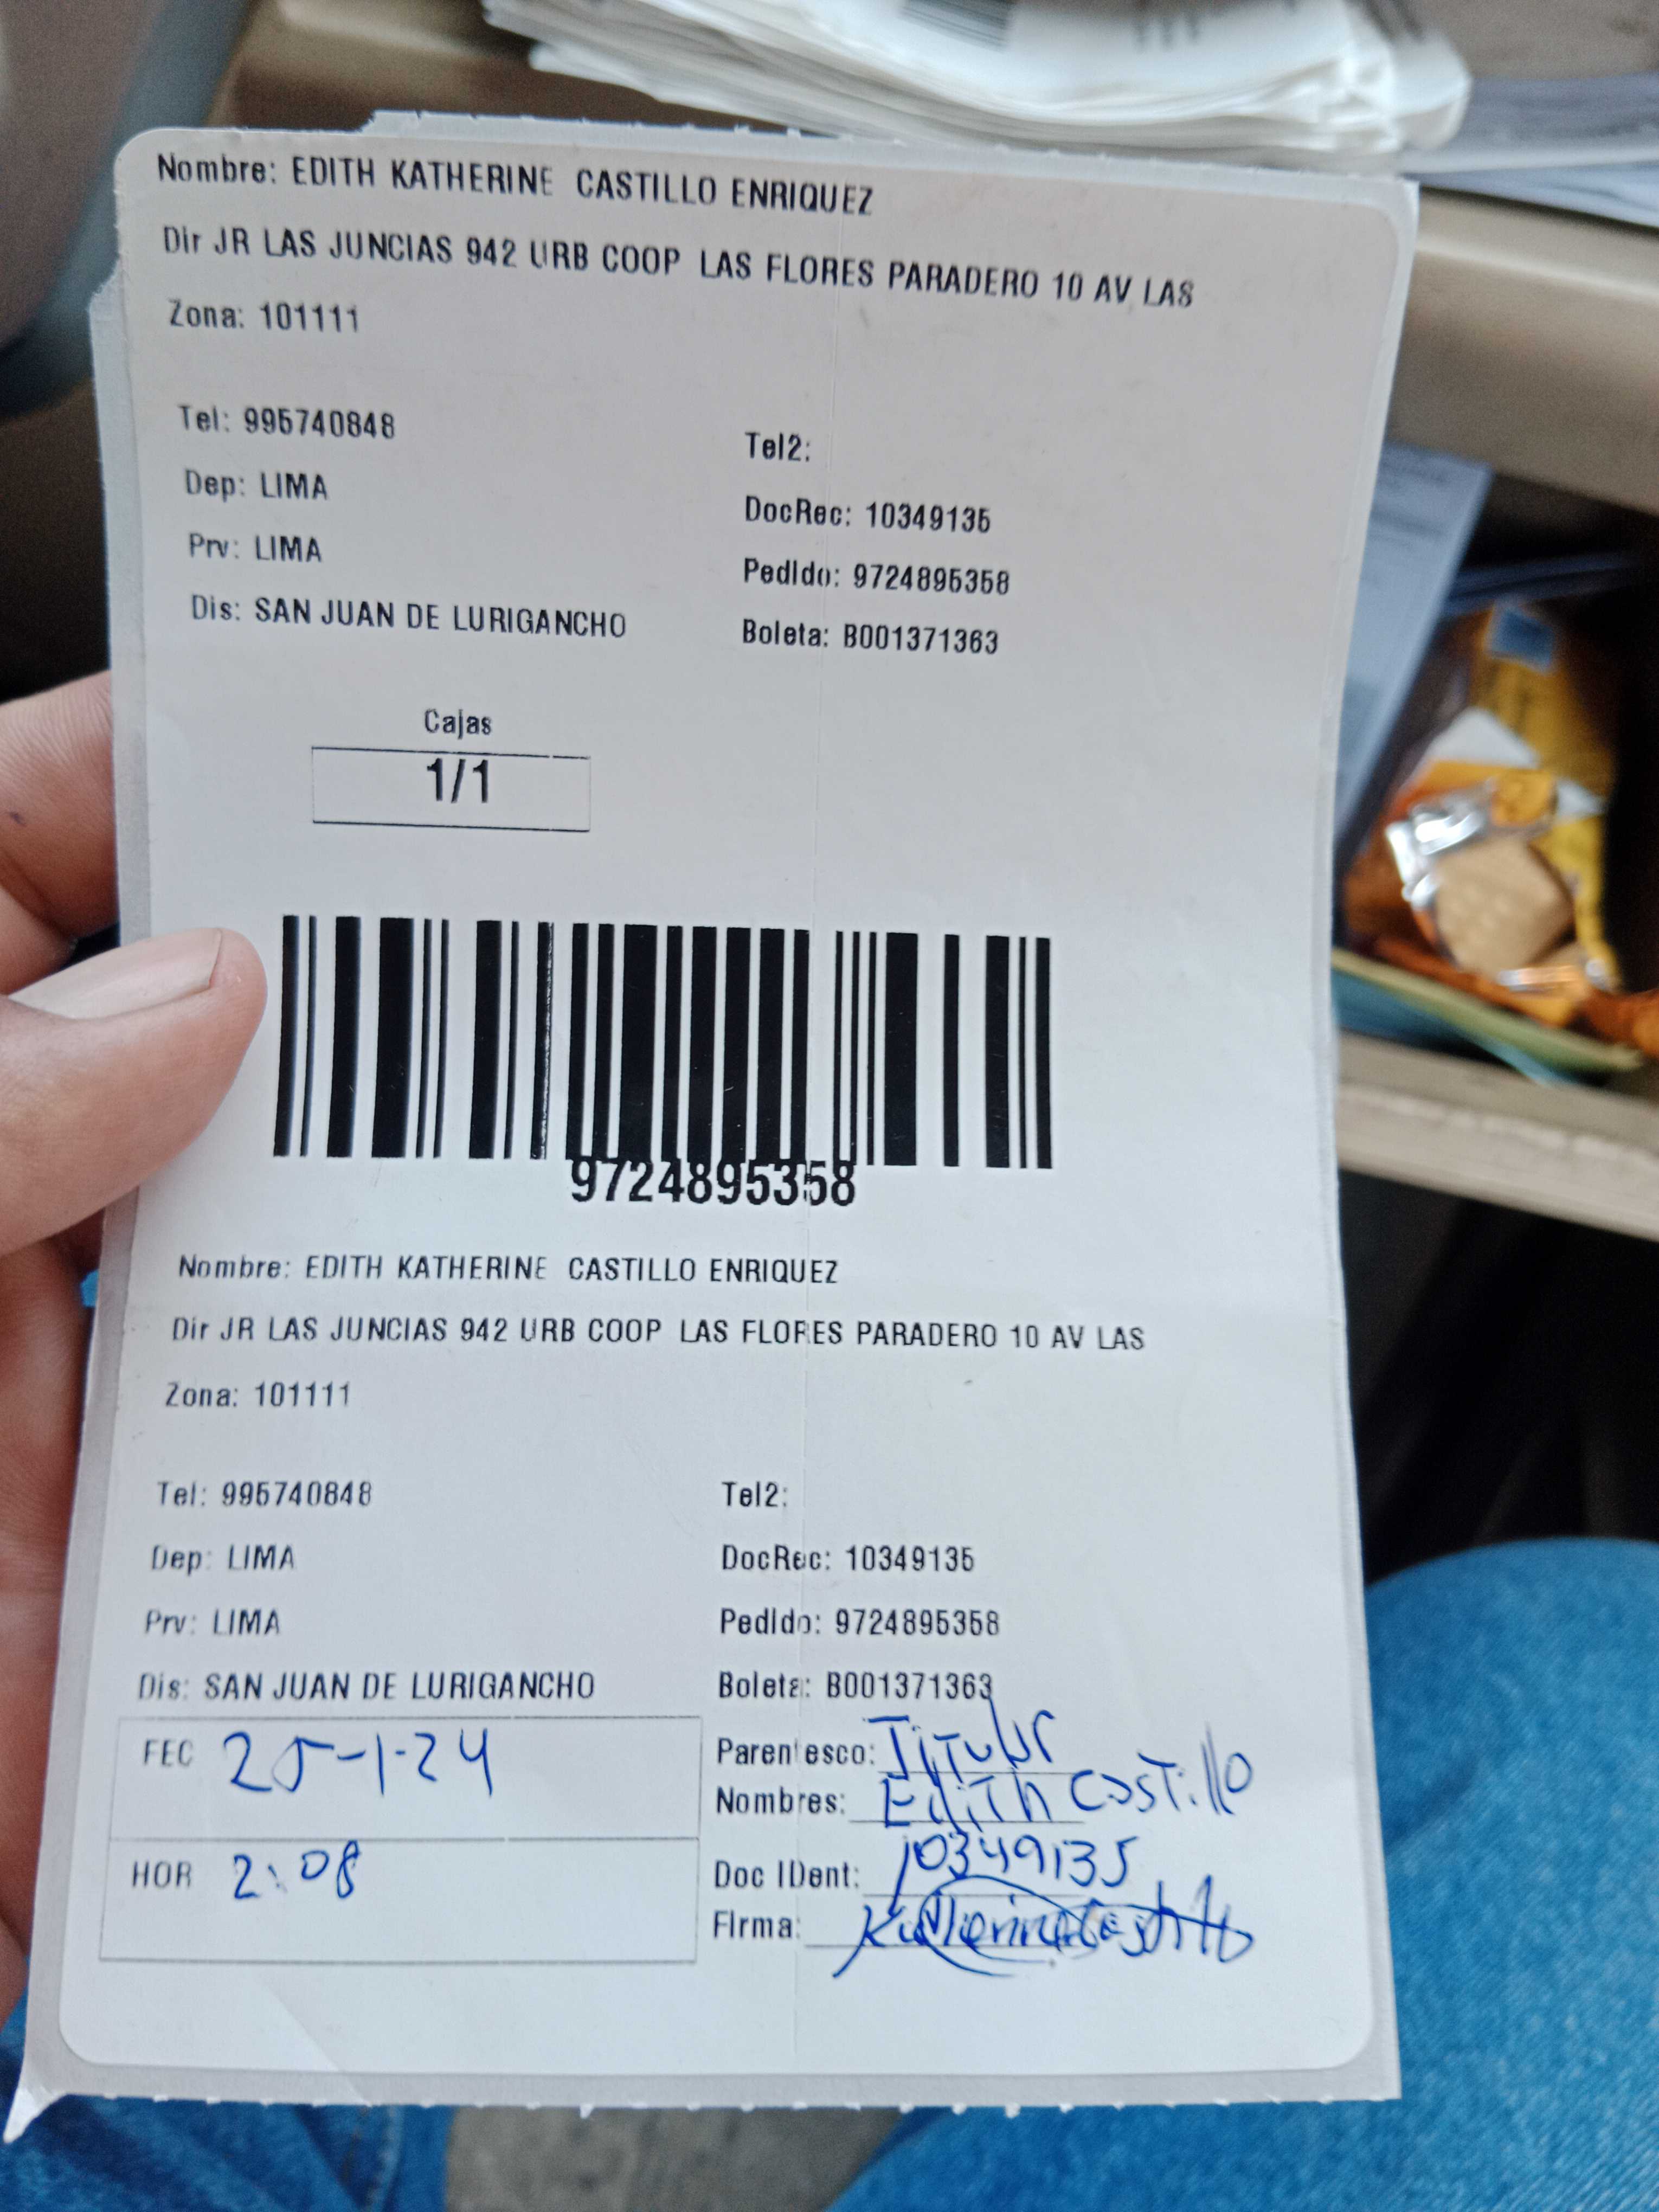 Nombre: EDITH KATHERINE CASTILLO ENRIQUEZ
Dir JR LAS JUNCIAS 942 URB COOP LAS FLORES PARADERO 10 AV LAS
Zona: 101111
Tel: 995740848
Tel2:
Dep: LIMA
DocRec: 10349135
Prv: LIMA
Pedido: 9724895358
Dis: SAN JUAN DE LURIGANCHO
Boleta: B001371363
Cajas
1/1
9724895358
Nombre: EDITH KATHERINE CASTILLO ENRIQUEZ
Dir JR LAS JUNCIAS 942 URB COOP LAS FLORES PARADERO 10 AV LAS
Zona: 101111
Tel: 995740848
Tel2:
Dep: LIMA
DocRec: 10349135
Prv: LIMA
Pedido: 9724895358
Dis: SAN JUAN DE LURIGANCHO
Boleta: B001371363
FEC 25-1-24
Parentesco: Titular
Nombres: Edith Castillo
HOR 2:08
Doc IDent: 10349135
Firma: Katherine Castillo